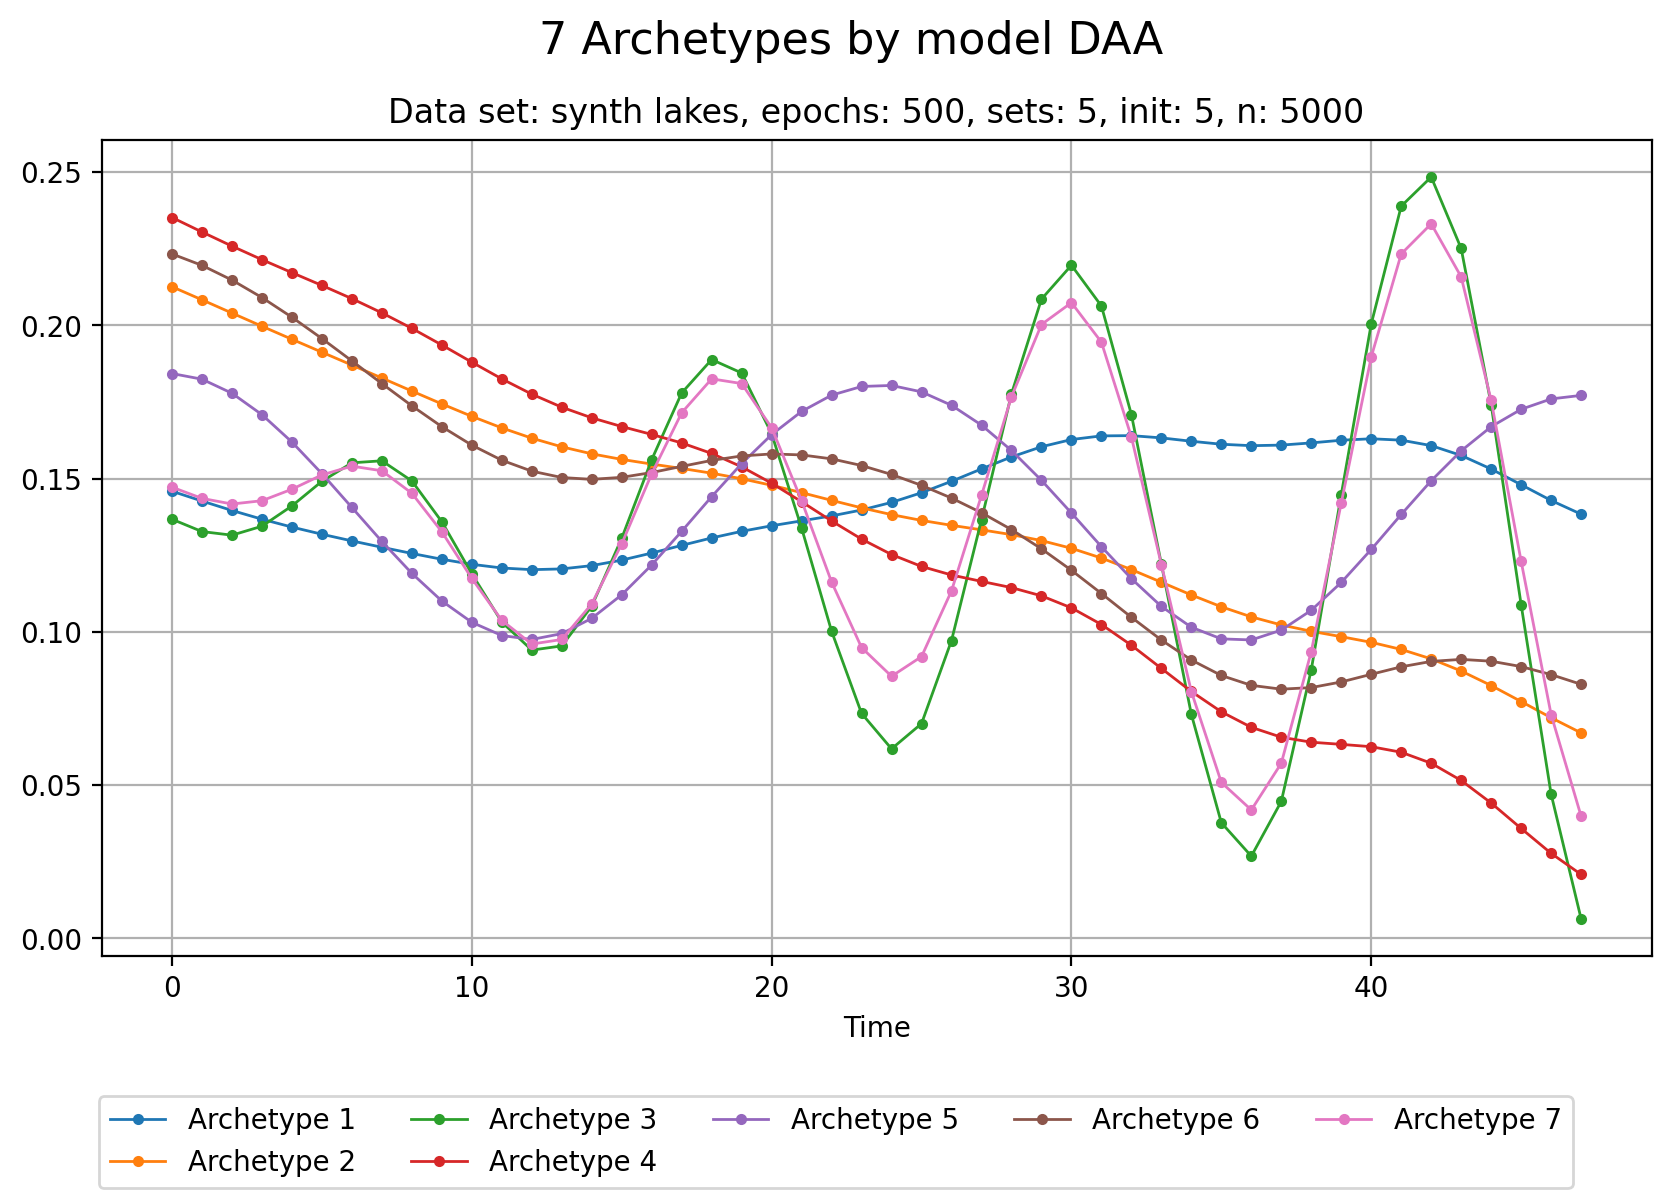 7 Archetypes by model DAA
Data set: synth lakes, epochs: 500, sets: 5, init: 5, n: 5000
0.25
0.20
0.15
0.10
0.05
0.00
0 10 20 30 40
Time
Archetype 1 Archetype 3 Archetype 5 Archetype 6 Archetype 7
Archetype 2 Archetype 4